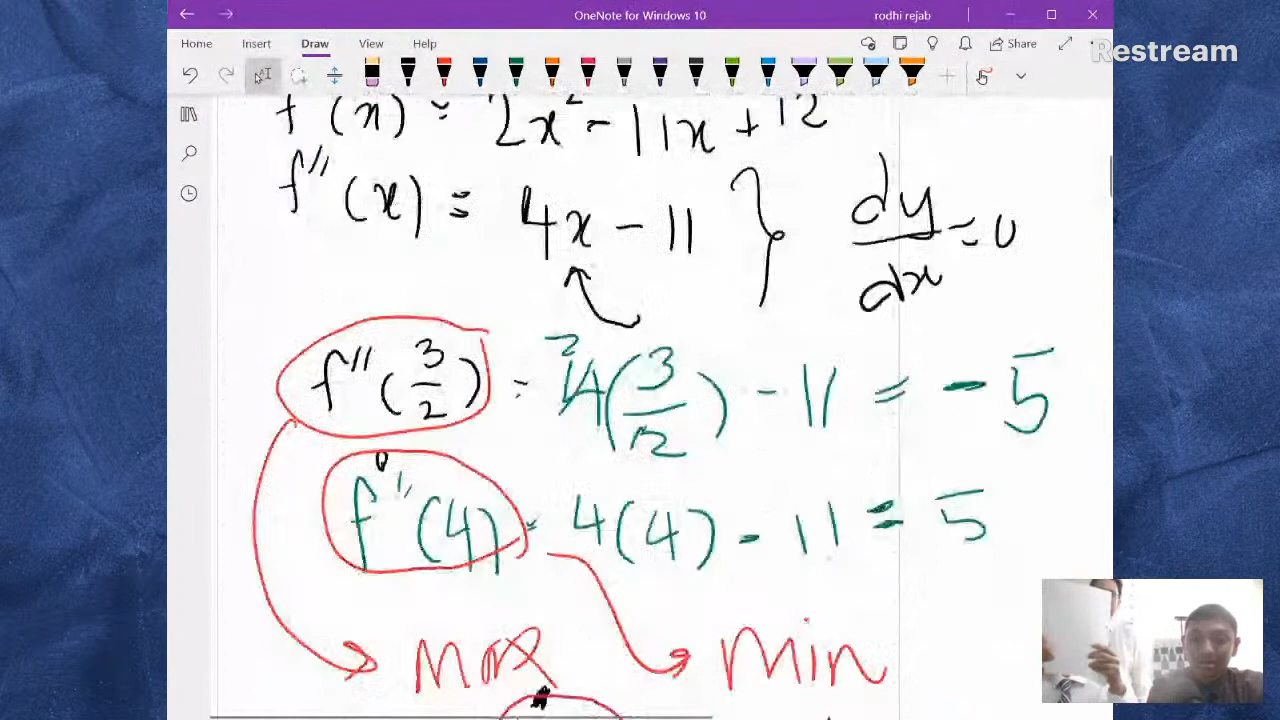 OneNote for Windows 10
rodhi rejab
Home Insert Draw View Help
Share
Restream
f'(x) = 2x² - 11x + 12
f''(x) = 4x - 11 } dy/dx = 0
f''(3/2) = 4(3/2) - 11 = -5
f''(4) = 4(4) - 11 = 5
Max min